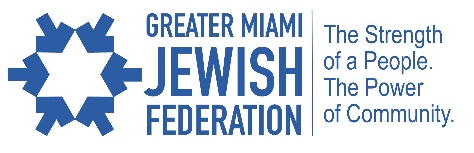 GREATER MIAMI
JEWISH
FEDERATION
The Strength
of a People.
The Power
of Community.